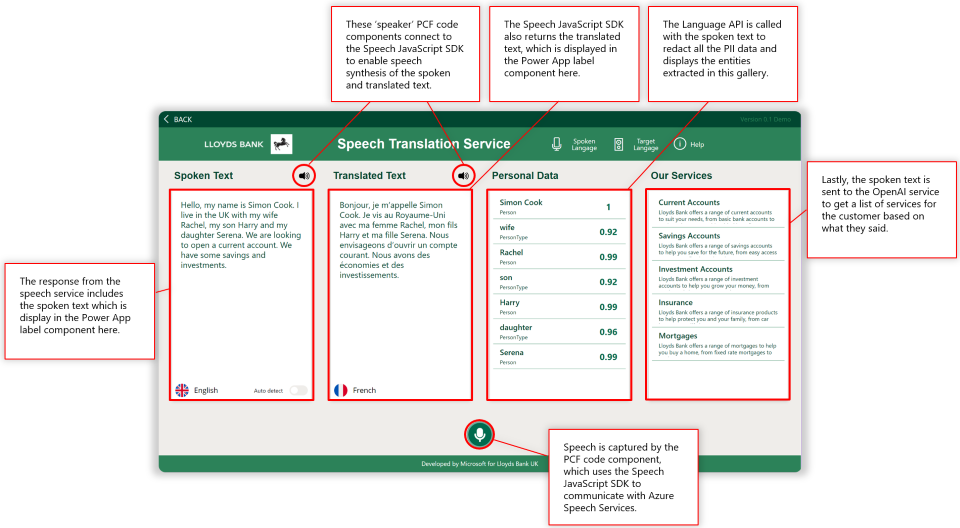 These ‘speaker’ PCF code
components connect to
the Speech JavaScript SDK
to enable speech
synthesis of the spoken
and translated text.
The Speech JavaScript SDK
also returns the translated
text, which is displayed in
the Power App label
component here.
The Language API is called
with the spoken text to
redact all the PII data and
displays the entities
extracted in this gallery.
BACK
Version 0.1 Demo
LLOYDS BANK
Speech Translation Service
Spoken
Langage
Target
Langage
Help
Spoken Text
Translated Text
Personal Data
Our Services
Hello, my name is Simon Cook. I
live in the UK with my wife
Rachel, my son Harry and my
daughter Serena. We are looking
to open a current account. We
have some savings and
investments.
English
Auto detect
Bonjour, je m'appelle Simon
Cook. Je vis au Royaume-Uni
avec ma femme Rachel, mon fils
Harry et ma fille Serena. Nous
envisageons d'ouvrir un compte
courant. Nous avons des
économies et des
investissements.
French
Simon Cook
Person
1
wife
PersonType
0.92
Rachel
Person
0.99
son
PersonType
0.92
Harry
Person
0.99
daughter
PersonType
0.96
Serena
Person
0.99
Current Accounts
Lloyds Bank offers a range of current accounts
to suit your needs, from basic bank accounts to
Savings Accounts
Lloyds Bank offers a range of savings accounts
to help you save for the future, from easy access
Investment Accounts
Lloyds Bank offers a range of investment
accounts to help you grow your money, from
Insurance
Lloyds Bank offers a range of insurance products
to help protect you and your family, from car
Mortgages
Lloyds Bank offers a range of mortgages to help
you buy a home, from fixed rate mortgages to
Lastly, the spoken text is
sent to the OpenAI service
to get a list of services for
the customer based on
what they said.
The response from the
speech service includes
the spoken text which is
display in the Power App
label component here.
Speech is captured by the
PCF code component,
which uses the Speech
JavaScript SDK to
communicate with Azure
Speech Services.
Developed by Microsoft for Lloyds Bank UK